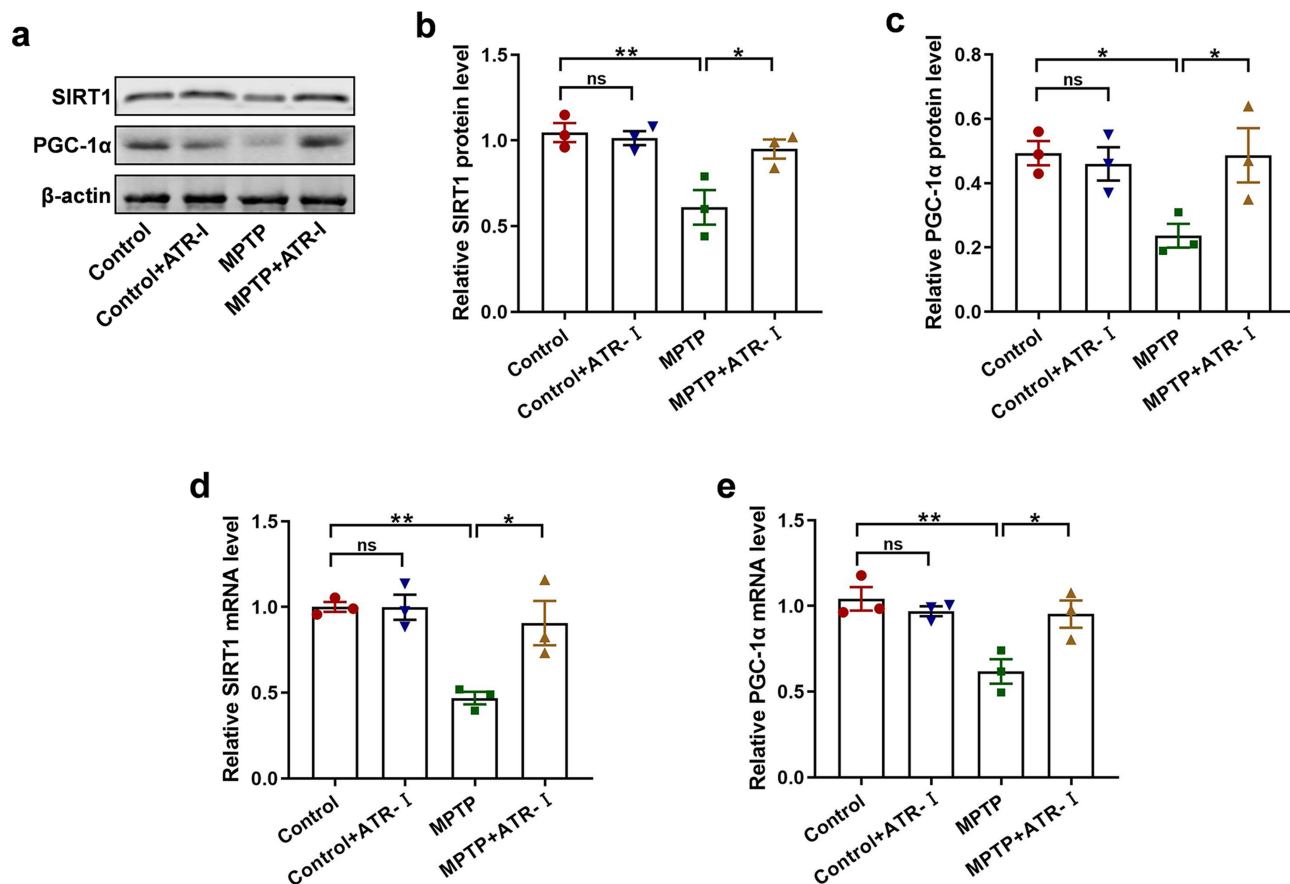 a
SIRT1
PGC-1α
β-actin
Control
Control+ATR-I
MPTP
MPTP+ATR-I
b
Relative SIRT1 protein level
1.5
1.0
0.5
0.0
**
*
ns
Control
Control+ATR-Ⅰ
MPTP
MPTP+ATR-Ⅰ
c
Relative PGC-1α protein level
0.8
0.6
0.4
0.2
0.0
*
*
ns
Control
Control+ATR-Ⅰ
MPTP
MPTP+ATR-Ⅰ
d
Relative SIRT1 mRNA level
1.5
1.0
0.5
0.0
**
*
ns
Control
Control+ATR-Ⅰ
MPTP
MPTP+ATR-Ⅰ
e
Relative PGC-1α mRNA level
1.5
1.0
0.5
0.0
**
*
ns
Control
Control+ATR-Ⅰ
MPTP
MPTP+ATR-Ⅰ